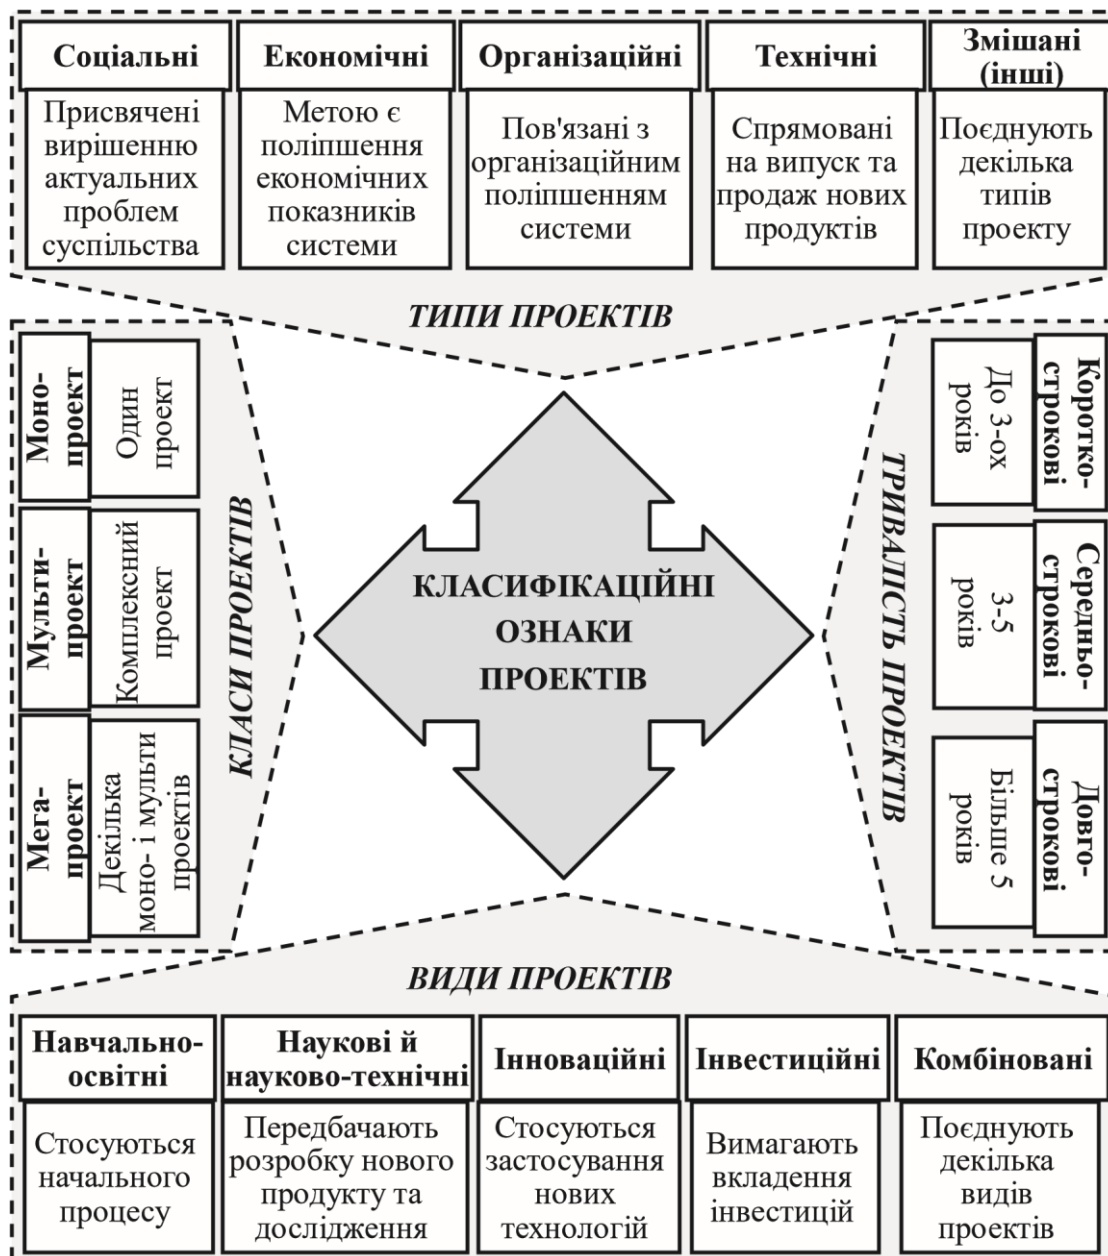 Соціальні
Присвячені
вирішенню
актуальних
проблем
суспільства
Економічні
Метою є
поліпшення
економічних
показників
системи
Організаційні
Пов'язані з
організаційним
поліпшенням
системи
Технічні
Спрямовані
на випуск та
продаж нових
продуктів
Змішані
(інші)
Поєднують
декілька
типів
проекту
ТИПИ ПРОЕКТІВ
Моно-
проект
Один
проект
Мульти-
проект
Комплексний
проект
Мега-
проект
Декілька
моно- і мульти
проектів
КЛАСИ ПРОЕКТІВ
КЛАСИФІКАЦІЙНІ
ОЗНАКИ
ПРОЕКТІВ
ТРИВАЛІСТЬ ПРОЕКТІВ
Коротко-
строкові
До 3-ох
років
Середньо-
строкові
3-5
років
Довго-
строкові
Більше 5
років
ВИДИ ПРОЕКТІВ
Навчально-
освітні
Стосуються
начального
процесу
Наукові й
науково-технічні
Передбачають
розробку нового
продукту та
дослідження
Інноваційні
Стосуються
застосування
нових
технологій
Інвестиційні
Вимагають
вкладення
інвестицій
Комбіновані
Поєднують
декілька
видів
проектів